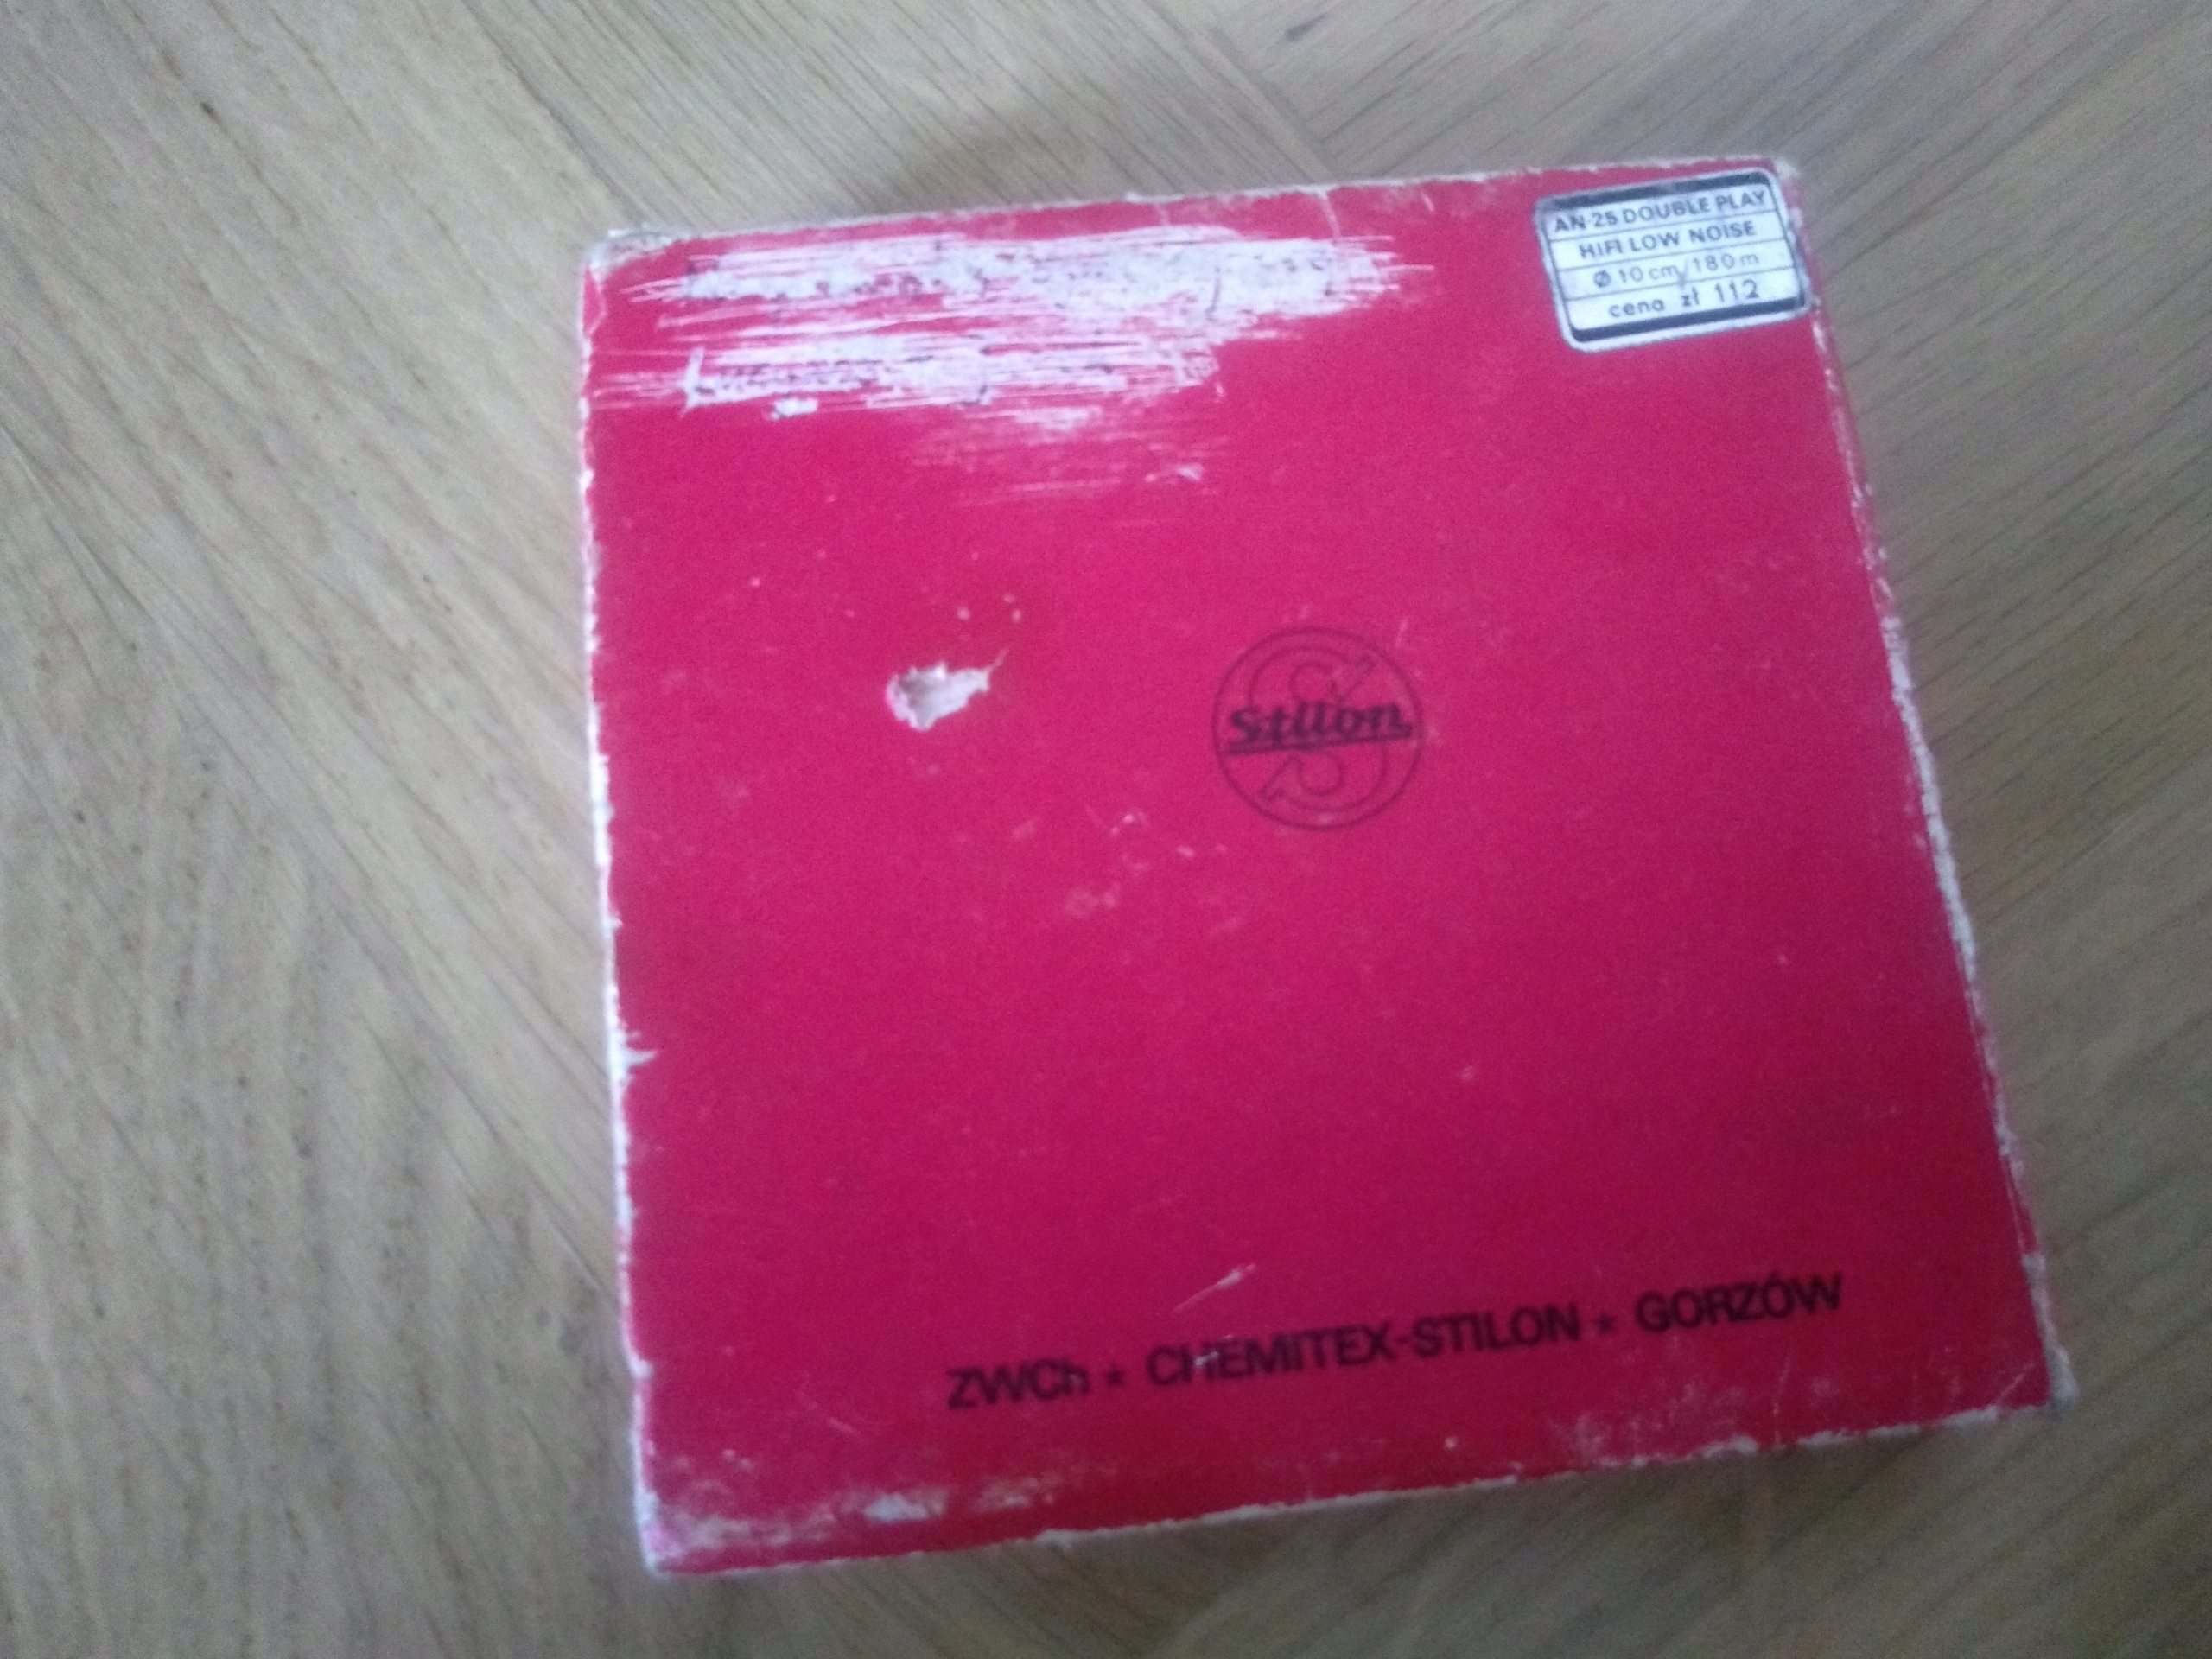 AN-25 DOUBLE PLAY
HIFI LOW NOISE
Ø 10 cm/180 m
cena zł 112
Stilon
ZWCh ★ CHEMITEX-STILON ★ GORZÓW